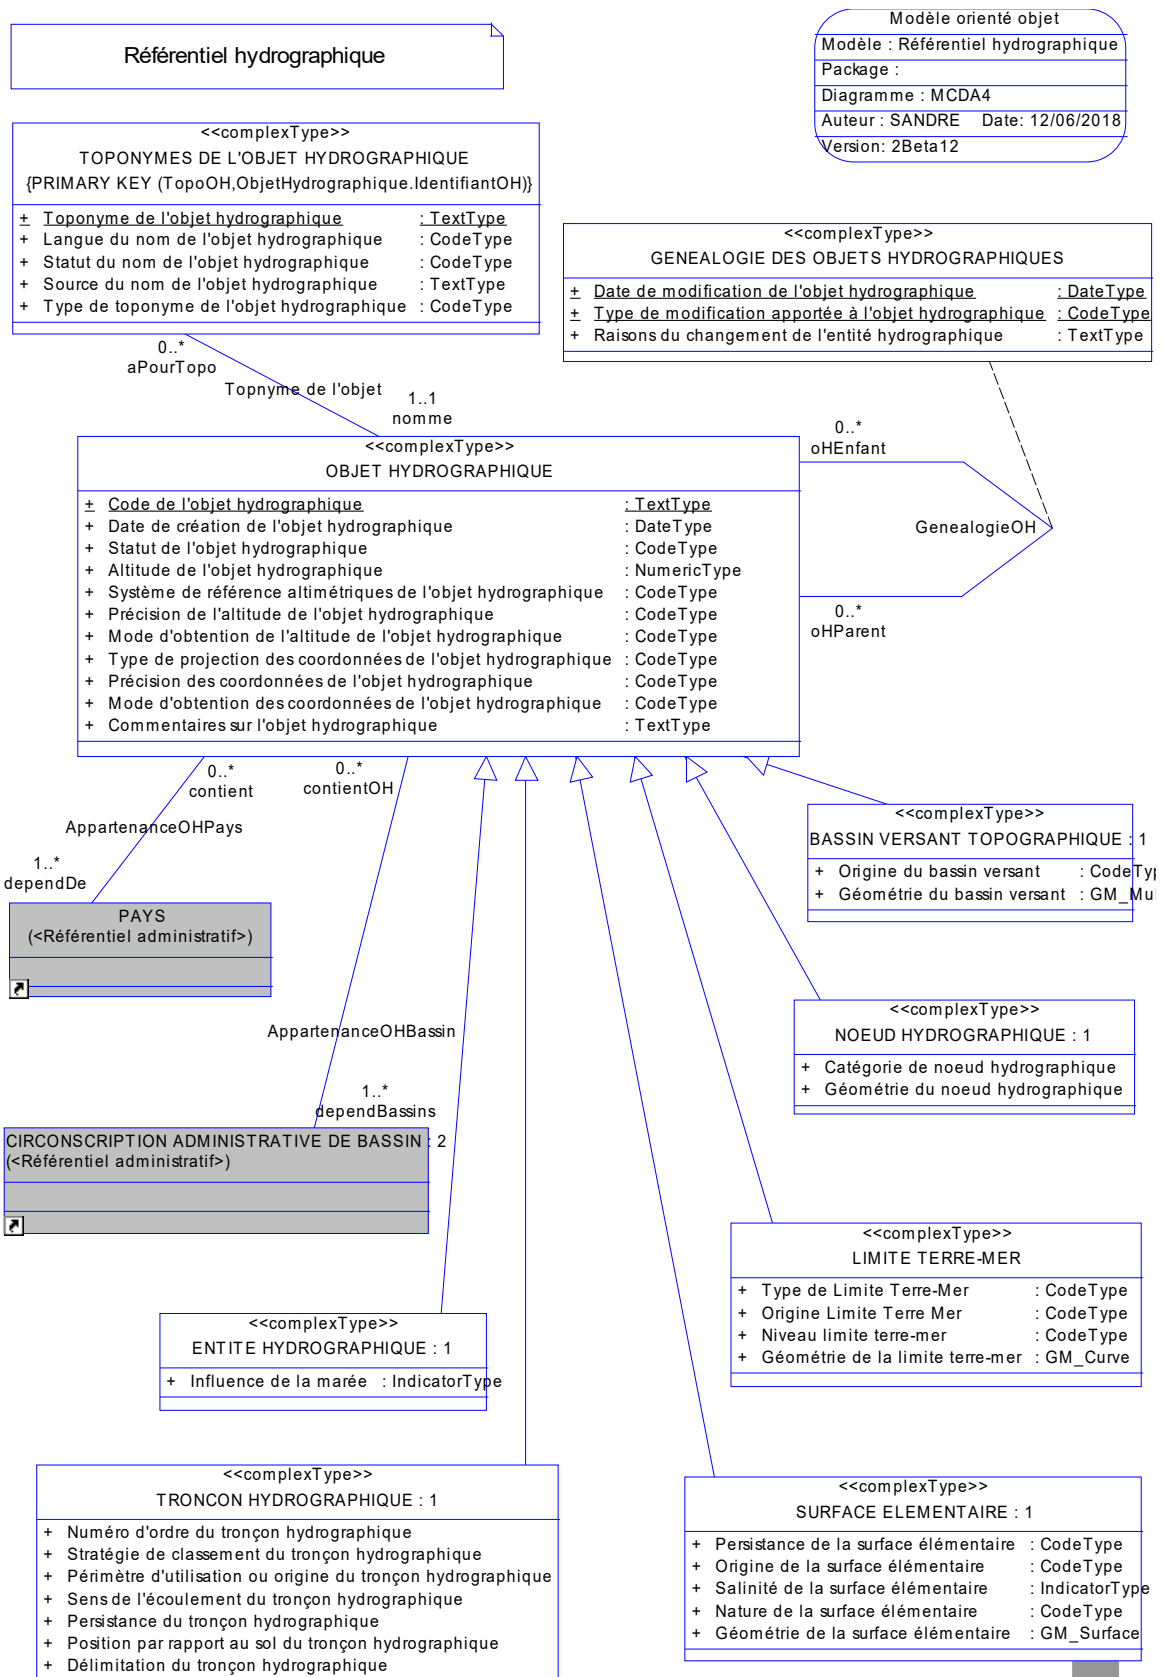 Référentiel hydrographique
Modèle orienté objet
Modèle : Référentiel hydrographique
Package :
Diagramme : MCDA4
Auteur : SANDRE Date: 12/06/2018
Version: 2Beta12
<<complexType>>
TOPONYMES DE L'OBJET HYDROGRAPHIQUE
{PRIMARY KEY (TopoOH,ObjetHydrographique.IdentifiantOH)}
+ Toponyme de l'objet hydrographique : TextType
+ Langue du nom de l'objet hydrographique : CodeType
+ Statut du nom de l'objet hydrographique : CodeType
+ Source du nom de l'objet hydrographique : TextType
+ Type de toponyme de l'objet hydrographique : CodeType
<<complexType>>
GENEALOGIE DES OBJETS HYDROGRAPHIQUES
+ Date de modification de l'objet hydrographique : DateType
+ Type de modification apportée à l'objet hydrographique : CodeType
+ Raisons du changement de l'entité hydrographique : TextType
0..*
aPourTopo
Topnyme de l'objet
1..1
nomme
<<complexType>>
OBJET HYDROGRAPHIQUE
+ Code de l'objet hydrographique : TextType
+ Date de création de l'objet hydrographique : DateType
+ Statut de l'objet hydrographique : CodeType
+ Altitude de l'objet hydrographique : NumericType
+ Système de référence altimétriques de l'objet hydrographique : CodeType
+ Précision de l'altitude de l'objet hydrographique : CodeType
+ Mode d'obtention de l'altitude de l'objet hydrographique : CodeType
+ Type de projection des coordonnées de l'objet hydrographique : CodeType
+ Précision des coordonnées de l'objet hydrographique : CodeType
+ Mode d'obtention des coordonnées de l'objet hydrographique : CodeType
+ Commentaires sur l'objet hydrographique : TextType
0..*
oHEnfant
GenealogieOH
0..*
oHParent
0..*
contient
0..*
contientOH
AppartenanceOHPays
1..*
dependDe
PAYS
(<Référentiel administratif>)
<<complexType>>
BASSIN VERSANT TOPOGRAPHIQUE : 1
+ Origine du bassin versant : CodeTyp
+ Géométrie du bassin versant : GM_Mul
<<complexType>>
NOEUD HYDROGRAPHIQUE : 1
+ Catégorie de noeud hydrographique
+ Géométrie du noeud hydrographique
AppartenanceOHBassin
1..*
dependBassins
CIRCONSCRIPTION ADMINISTRATIVE DE BASSIN : 2
(<Référentiel administratif>)
<<complexType>>
LIMITE TERRE-MER
+ Type de Limite Terre-Mer : CodeType
+ Origine Limite Terre Mer : CodeType
+ Niveau limite terre-mer : CodeType
+ Géométrie de la limite terre-mer : GM_Curve
<<complexType>>
ENTITE HYDROGRAPHIQUE : 1
+ Influence de la marée : IndicatorType
<<complexType>>
TRONCON HYDROGRAPHIQUE : 1
+ Numéro d'ordre du tronçon hydrographique
+ Stratégie de classement du tronçon hydrographique
+ Périmètre d'utilisation ou origine du tronçon hydrographique
+ Sens de l'écoulement du tronçon hydrographique
+ Persistance du tronçon hydrographique
+ Position par rapport au sol du tronçon hydrographique
+ Délimitation du tronçon hydrographique
<<complexType>>
SURFACE ELEMENTAIRE : 1
+ Persistance de la surface élémentaire : CodeType
+ Origine de la surface élémentaire : CodeType
+ Salinité de la surface élémentaire : IndicatorType
+ Nature de la surface élémentaire : CodeType
+ Géométrie de la surface élémentaire : GM_Surface